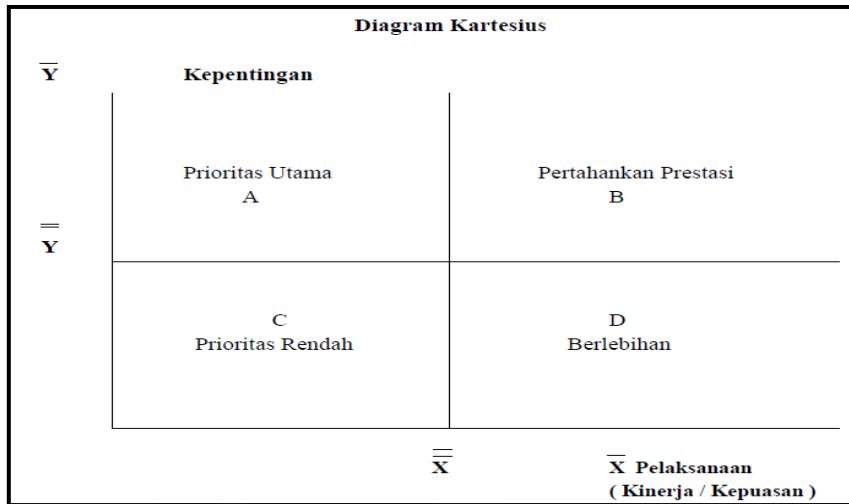 Diagram Kartesius
Y̅ Kepentingan
Prioritas Utama
A
Pertahankan Prestasi
B
Y̿
C
Prioritas Rendah
D
Berlebihan
X̿
X̅ Pelaksanaan
( Kinerja / Kepuasan )